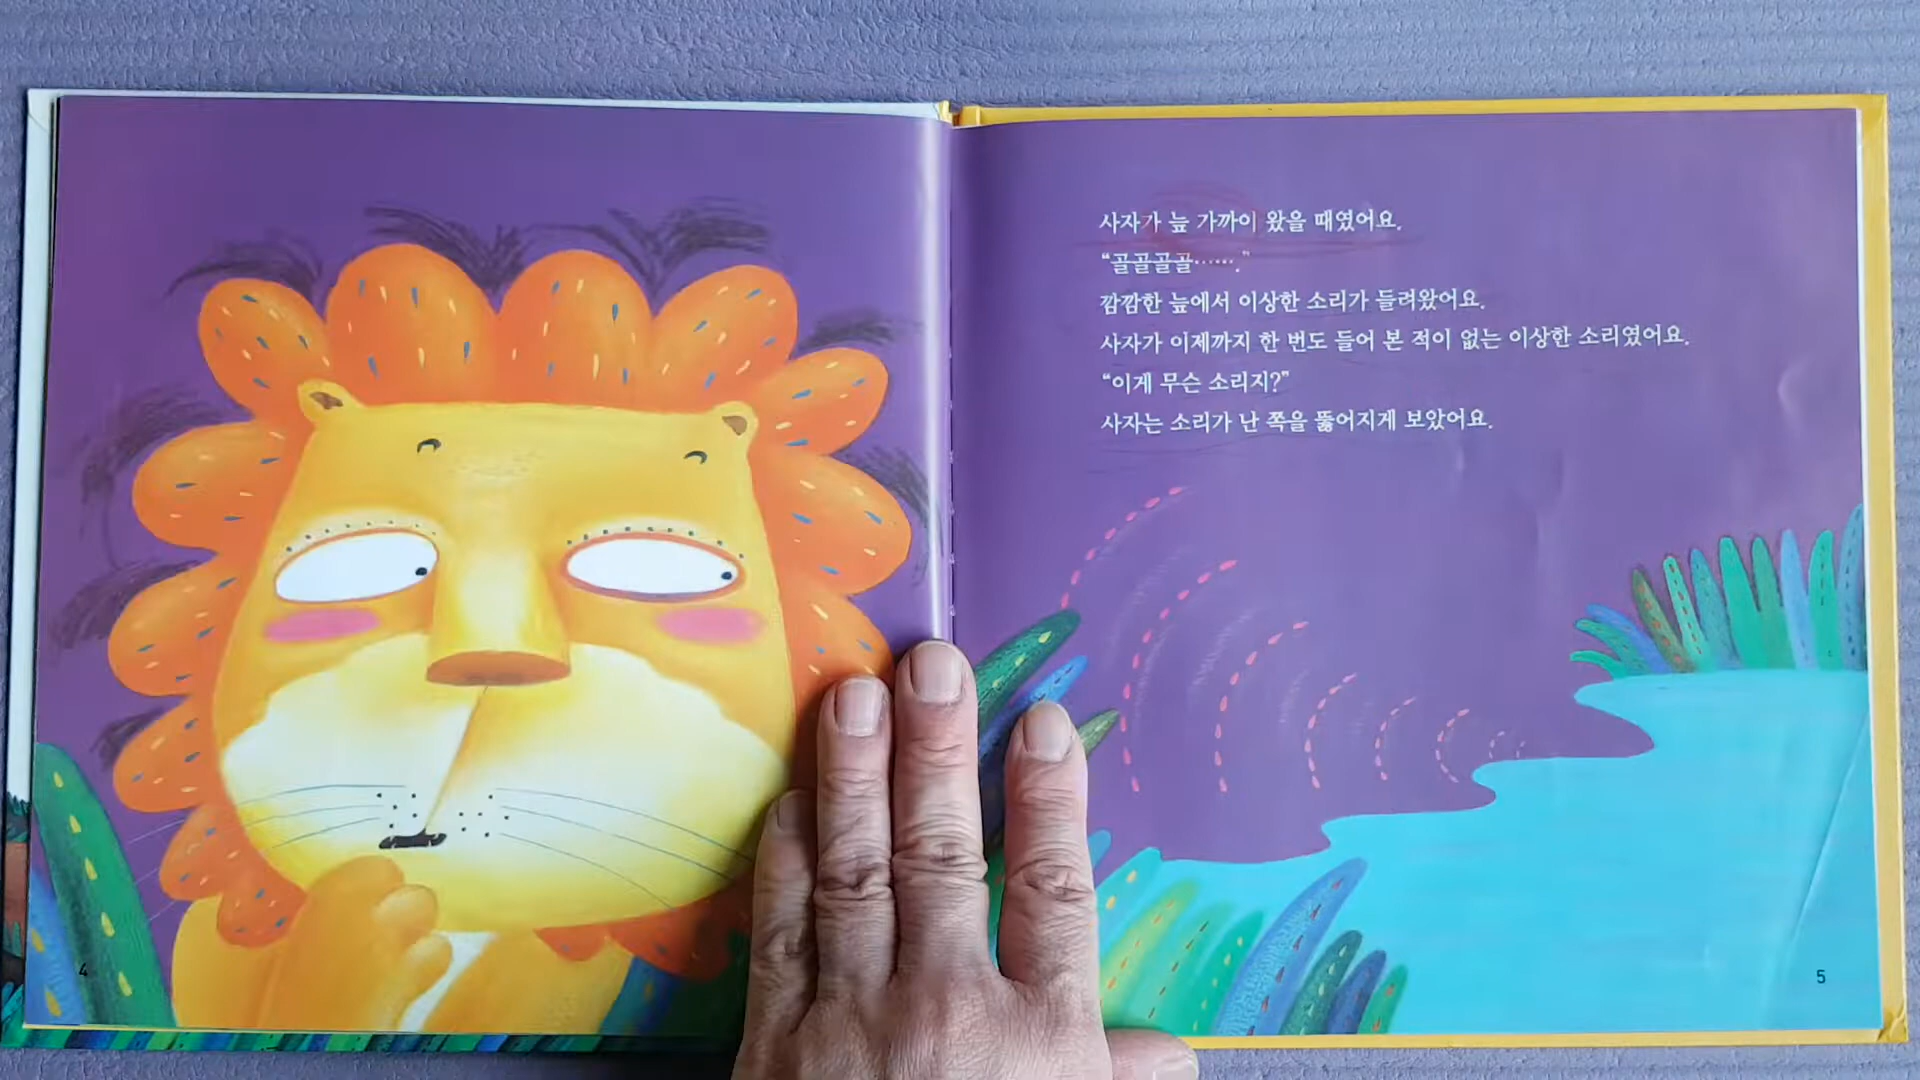 사자가 늪 가까이 왔을 때였어요.
“골골골골…….”
깜깜한 늪에서 이상한 소리가 들려왔어요.
사자가 이제까지 한 번도 들어 본 적이 없는 이상한 소리였어요.
“이게 무슨 소리지?”
사자는 소리가 난 쪽을 뚫어지게 보았어요.
4
5